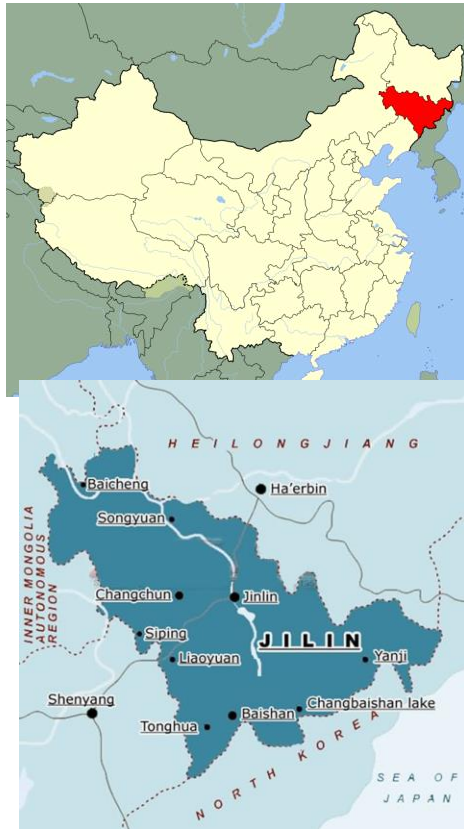 HEILONGJIANG
Baicheng
Ha'erbin
Songyuan
INNER MONGOLIA
AUTONOMOUS
REGION
Changchun
Jinlin
Siping
JILIN
Liaoyuan
Yanji
Shenyang
Changbaishan lake
Baishan
Tonghua
NORTH KOREA
SEA OF
JAPAN